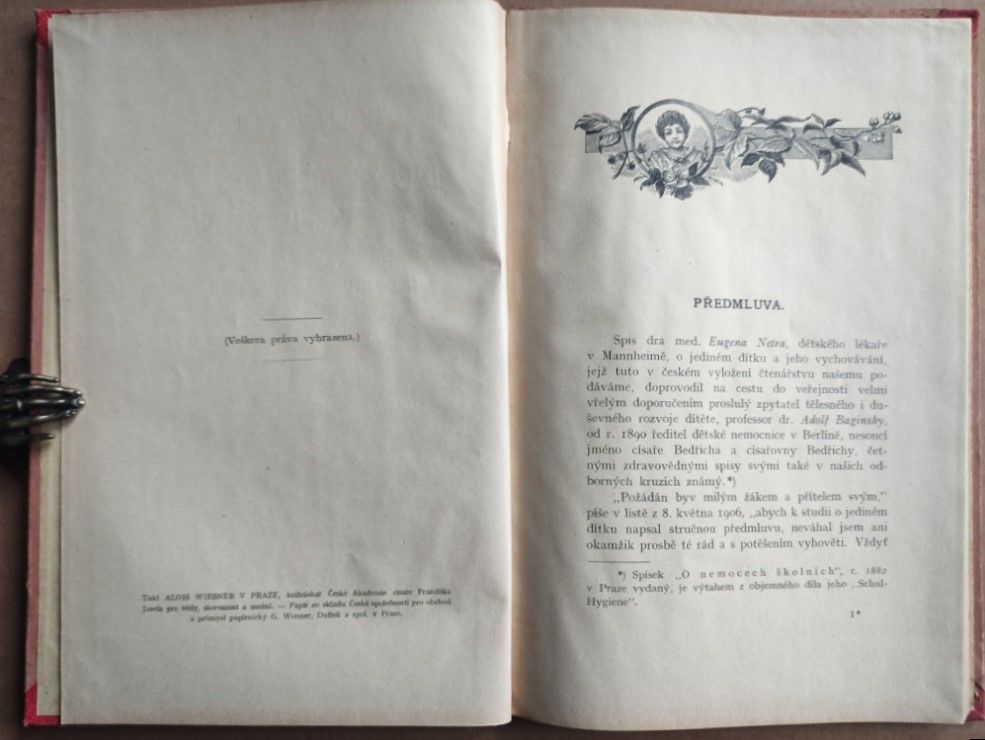 (Veškera práva vyhrazena.)
Tiskl ALOIS WIESNER V PRAZE, knihtiskař České Akademie císaře Františka
Josefa pro vědy, slovesnost a umění. — Papír ze skladu České společnosti pro obchod
a průmysl papírnický G. Wiesner, Dušek a spol. v Praze.
PŘEDMLUVA.
Spis dra med. Eugena Netra, dětského lékaře
v Mannheimě, o jediném dítku a jeho vychovávání,
jejž tuto v českém vyložení čtenářstvu našemu po-
dáváme, doprovodil na cestu do veřejnosti velmi
vřelým doporučením proslulý zpytatel tělesného i du-
ševného rozvoje dítěte, professor dr. Adolf Baginsky,
od r. 1890 ředitel dětské nemocnice v Berlíně, nesoucí
jméno císaře Bedřicha a císařovny Bedřichy, čet-
nými zdravovědnými spisy svými také v našich od-
borných kruzích známý.*)
„Požádán byv milým žákem a přítelem svým,"
píše v listě z 8. května 1906, „abych k studii o jediném
dítku napsal stručnou předmluvu, neváhal jsem ani
okamžik prosbě té rád a s potěšením vyhověti. Vždyť
*) Spisek „O nemocech školních", r. 1882
v Praze vydaný, je výtahem z objemného díla jeho „Schul-
Hygiene".
1*